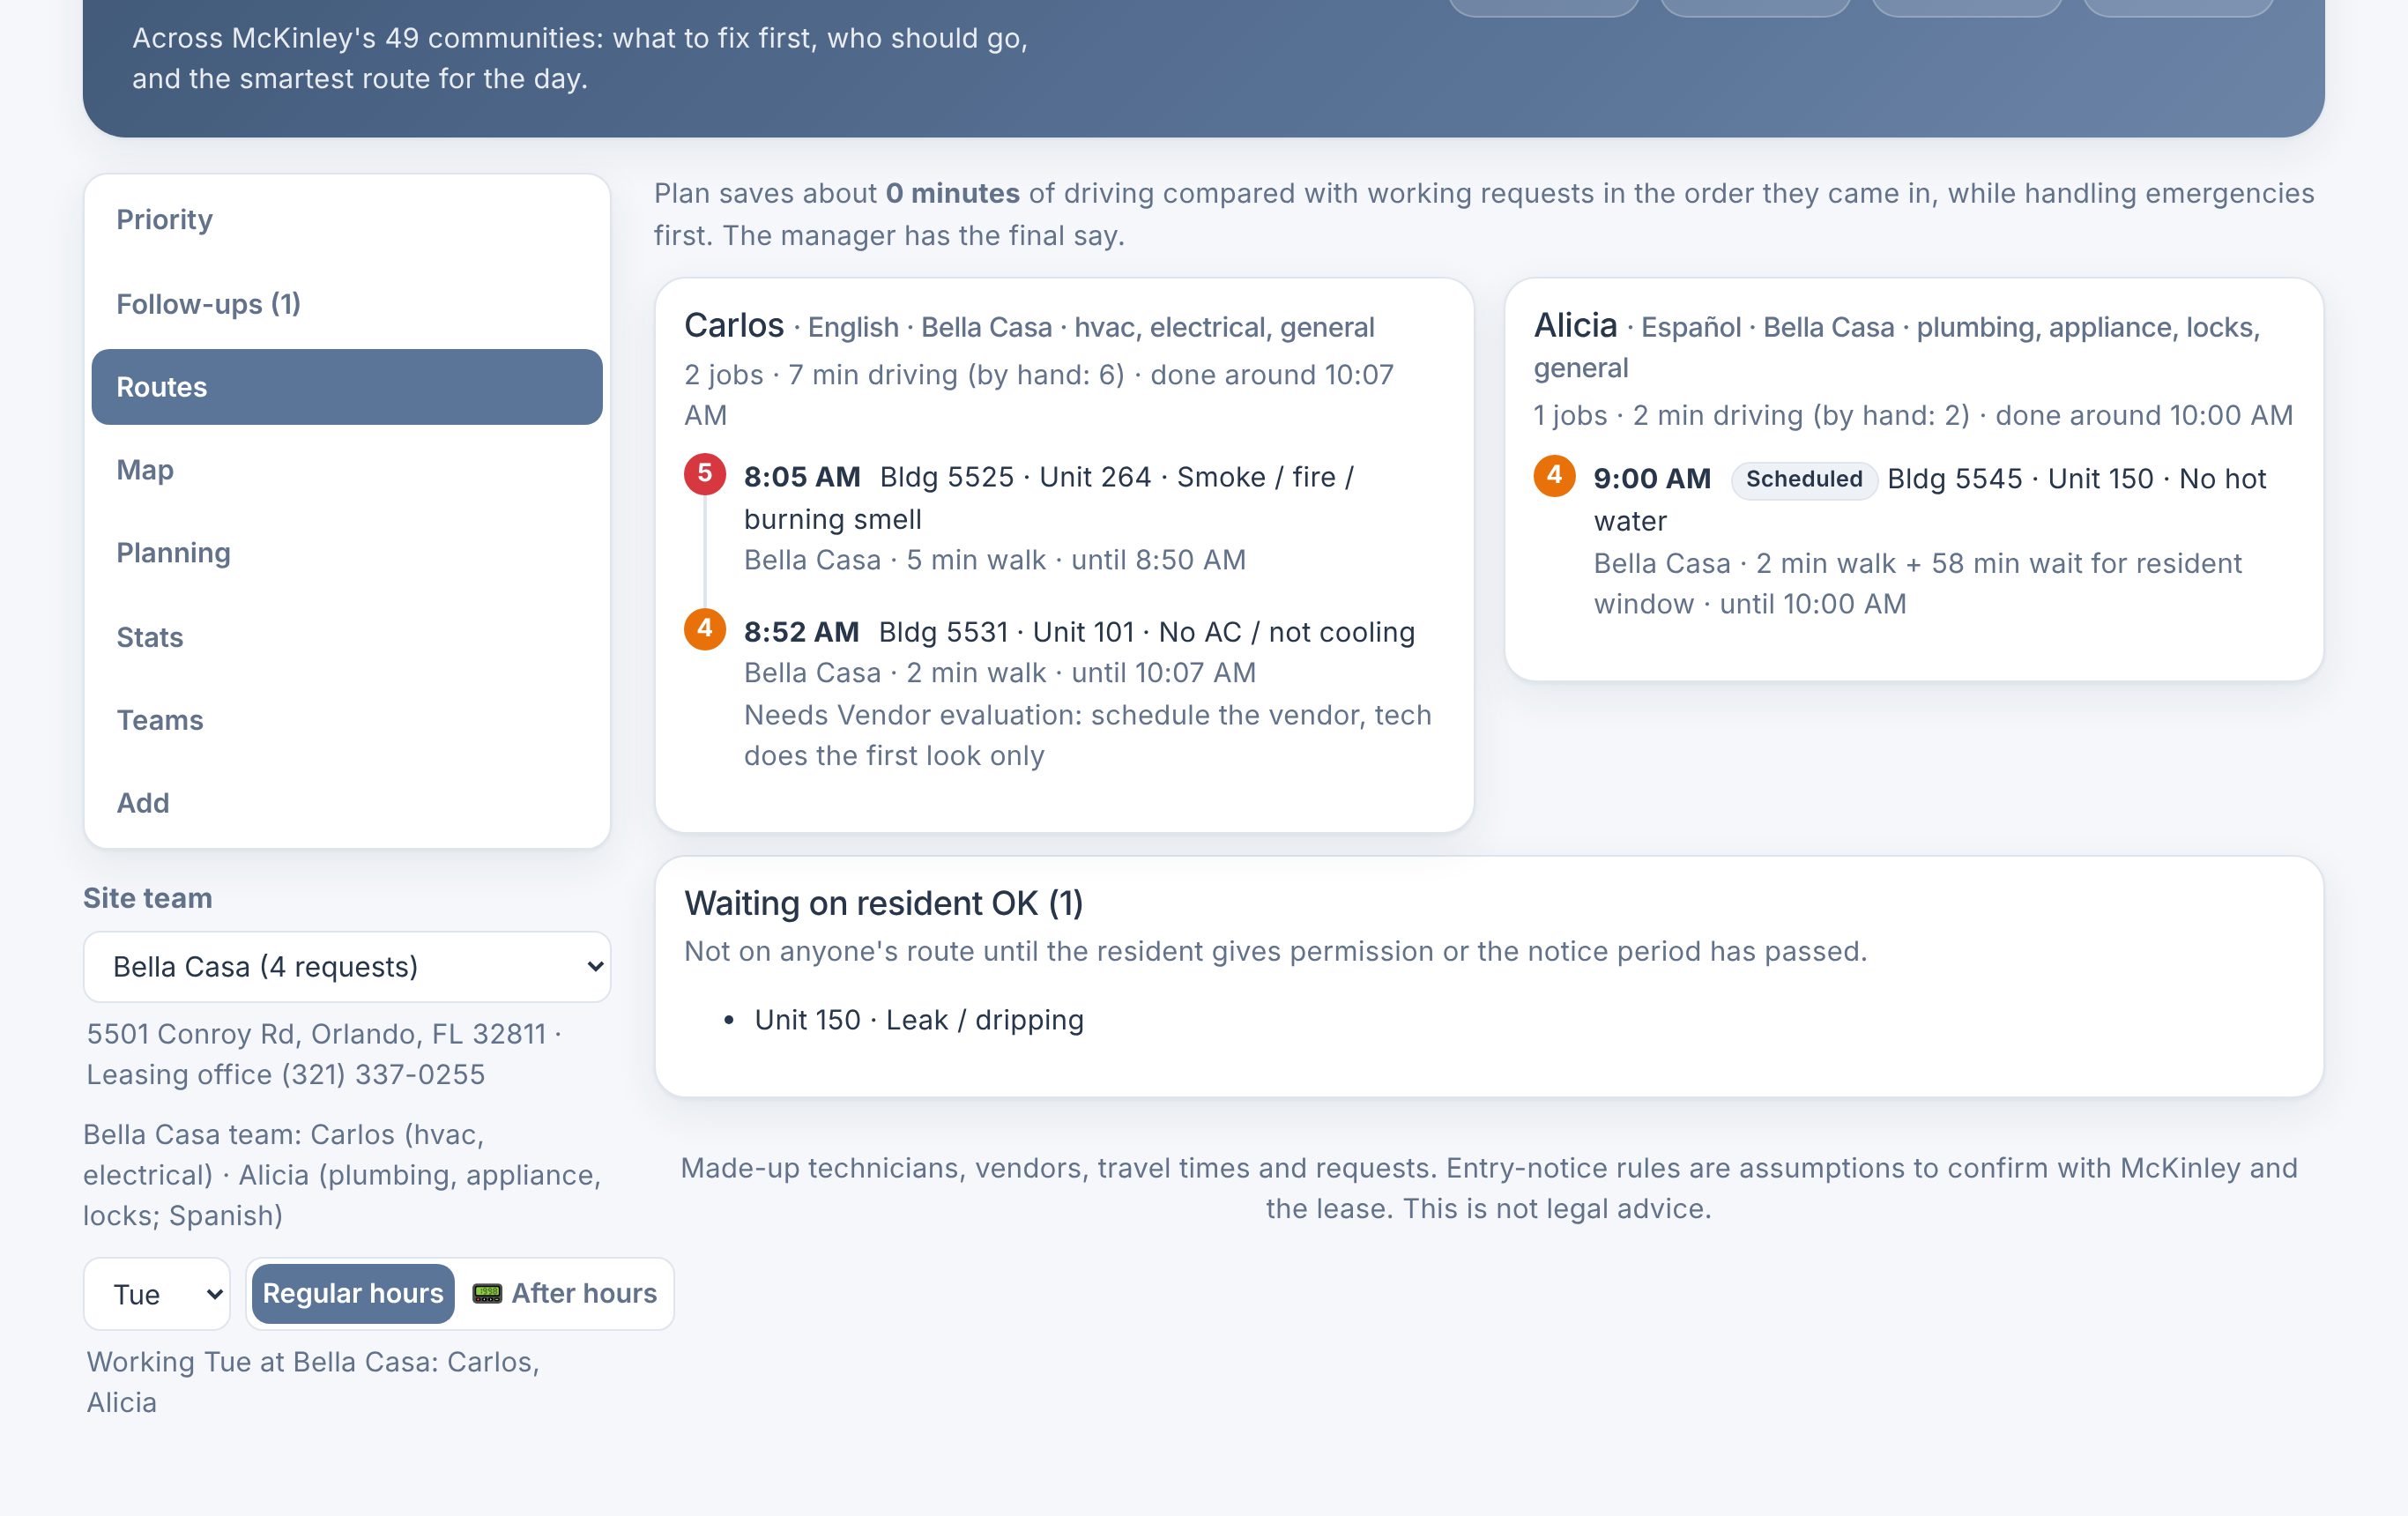 Across McKinley's 49 communities: what to fix first, who should go,
and the smartest route for the day.
Priority
Follow-ups (1)
Routes
Map
Planning
Stats
Teams
Add
Site team
Bella Casa (4 requests)
5501 Conroy Rd, Orlando, FL 32811 ·
Leasing office (321) 337-0255
Bella Casa team: Carlos (hvac,
electrical) · Alicia (plumbing, appliance,
locks; Spanish)
Tue
Regular hours
After hours
Working Tue at Bella Casa: Carlos,
Alicia
Plan saves about 0 minutes of driving compared with working requests in the order they came in, while handling emergencies
first. The manager has the final say.
Carlos · English · Bella Casa · hvac, electrical, general
2 jobs · 7 min driving (by hand: 6) · done around 10:07
AM
5
8:05 AM Bldg 5525 · Unit 264 · Smoke / fire /
burning smell
Bella Casa · 5 min walk · until 8:50 AM
4
8:52 AM Bldg 5531 · Unit 101 · No AC / not cooling
Bella Casa · 2 min walk · until 10:07 AM
Needs Vendor evaluation: schedule the vendor, tech
does the first look only
Alicia · Español · Bella Casa · plumbing, appliance, locks,
general
1 jobs · 2 min driving (by hand: 2) · done around 10:00 AM
4
9:00 AM Scheduled Bldg 5545 · Unit 150 · No hot
water
Bella Casa · 2 min walk + 58 min wait for resident
window · until 10:00 AM
Waiting on resident OK (1)
Not on anyone's route until the resident gives permission or the notice period has passed.
• Unit 150 · Leak / dripping
Made-up technicians, vendors, travel times and requests. Entry-notice rules are assumptions to confirm with McKinley and
the lease. This is not legal advice.